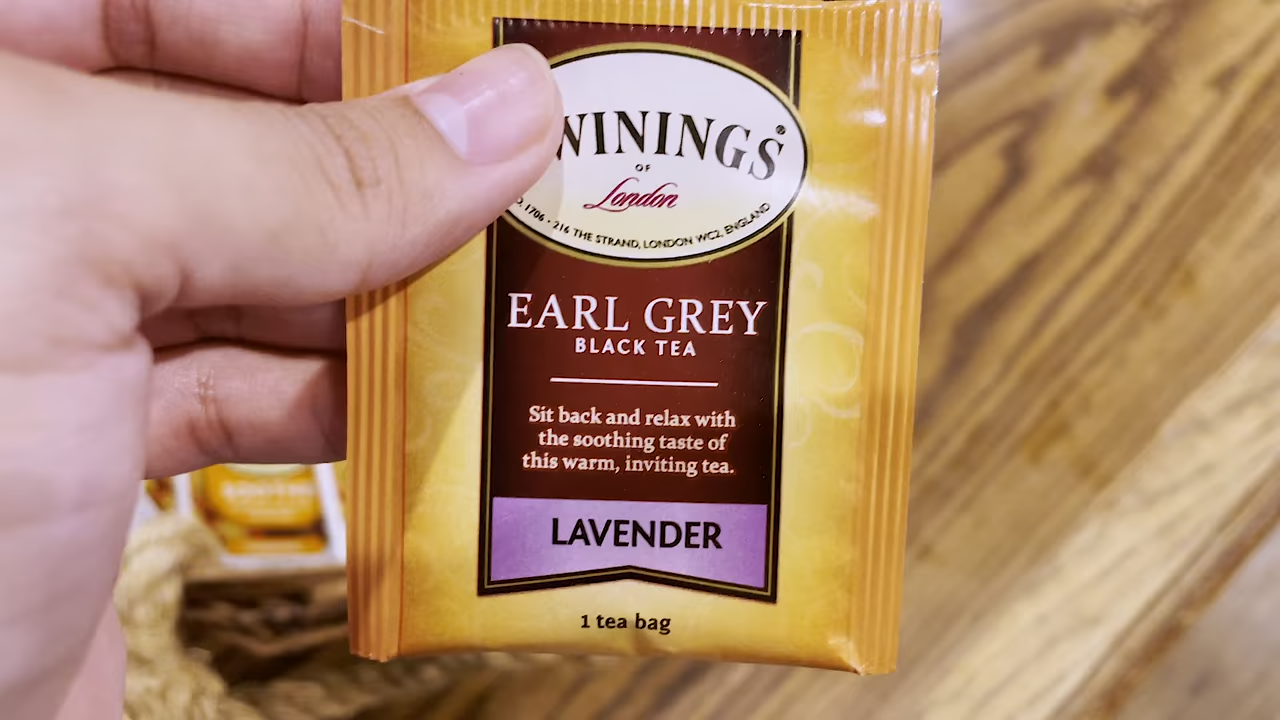 WININGS®
OF
London
1706 • 216 THE STRAND, LONDON WC2, ENGLAND
EARL GREY
BLACK TEA
Sit back and relax with
the soothing taste of
this warm, inviting tea.
LAVENDER
1 tea bag